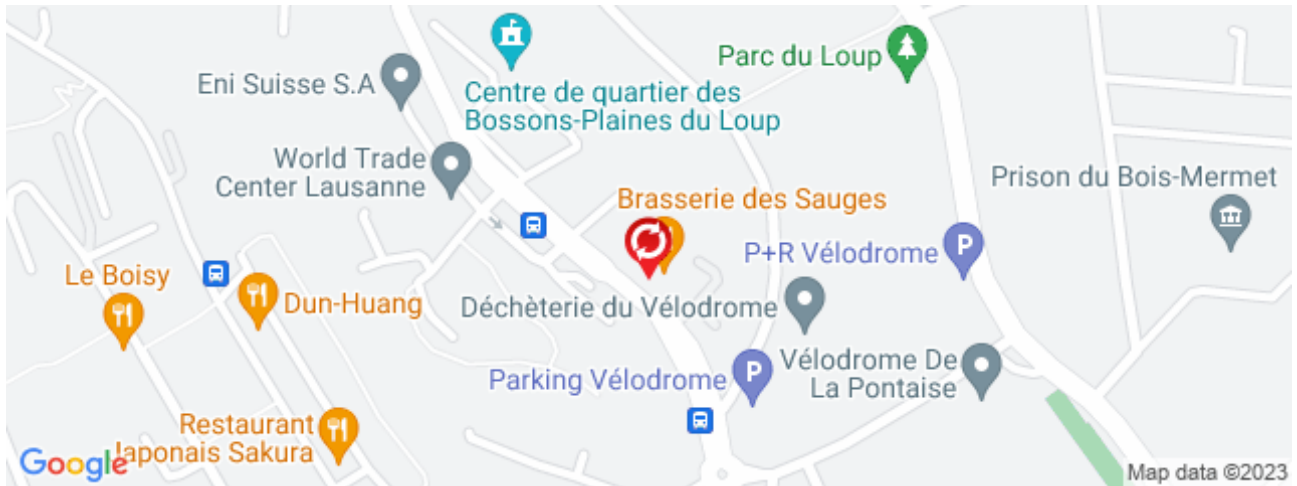 Parc du Loup
Eni Suisse S.A
Centre de quartier des
Bossons-Plaines du Loup
World Trade
Center Lausanne
Prison du Bois-Mermet
Brasserie des Sauges
P+R Vélodrome
P
Le Boisy
Dun-Huang
Déchèterie du Vélodrome
Parking Vélodrome
P
Vélodrome De
La Pontaise
Restaurant
Japonais Sakura
Google
Map data ©2023